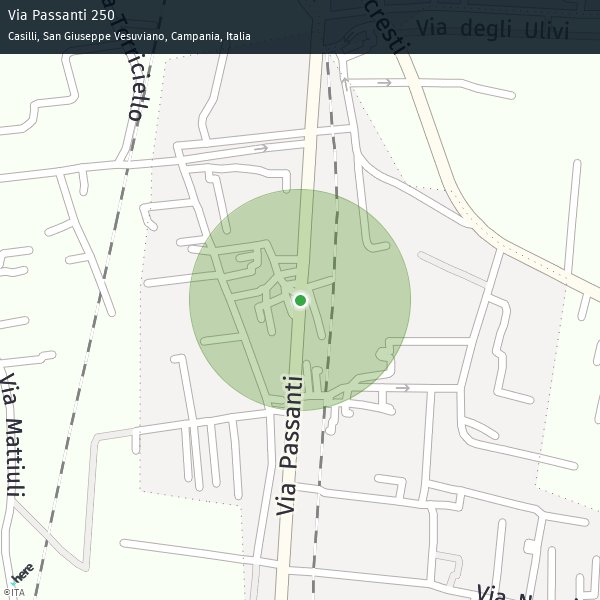 Via Passanti 250
Casilli, San Giuseppe Vesuviano, Campania, Italia
Via degli Ulivi
cresti
Tirriciello
Via Mattiuli
Via Passanti
Via N
here
©ITA